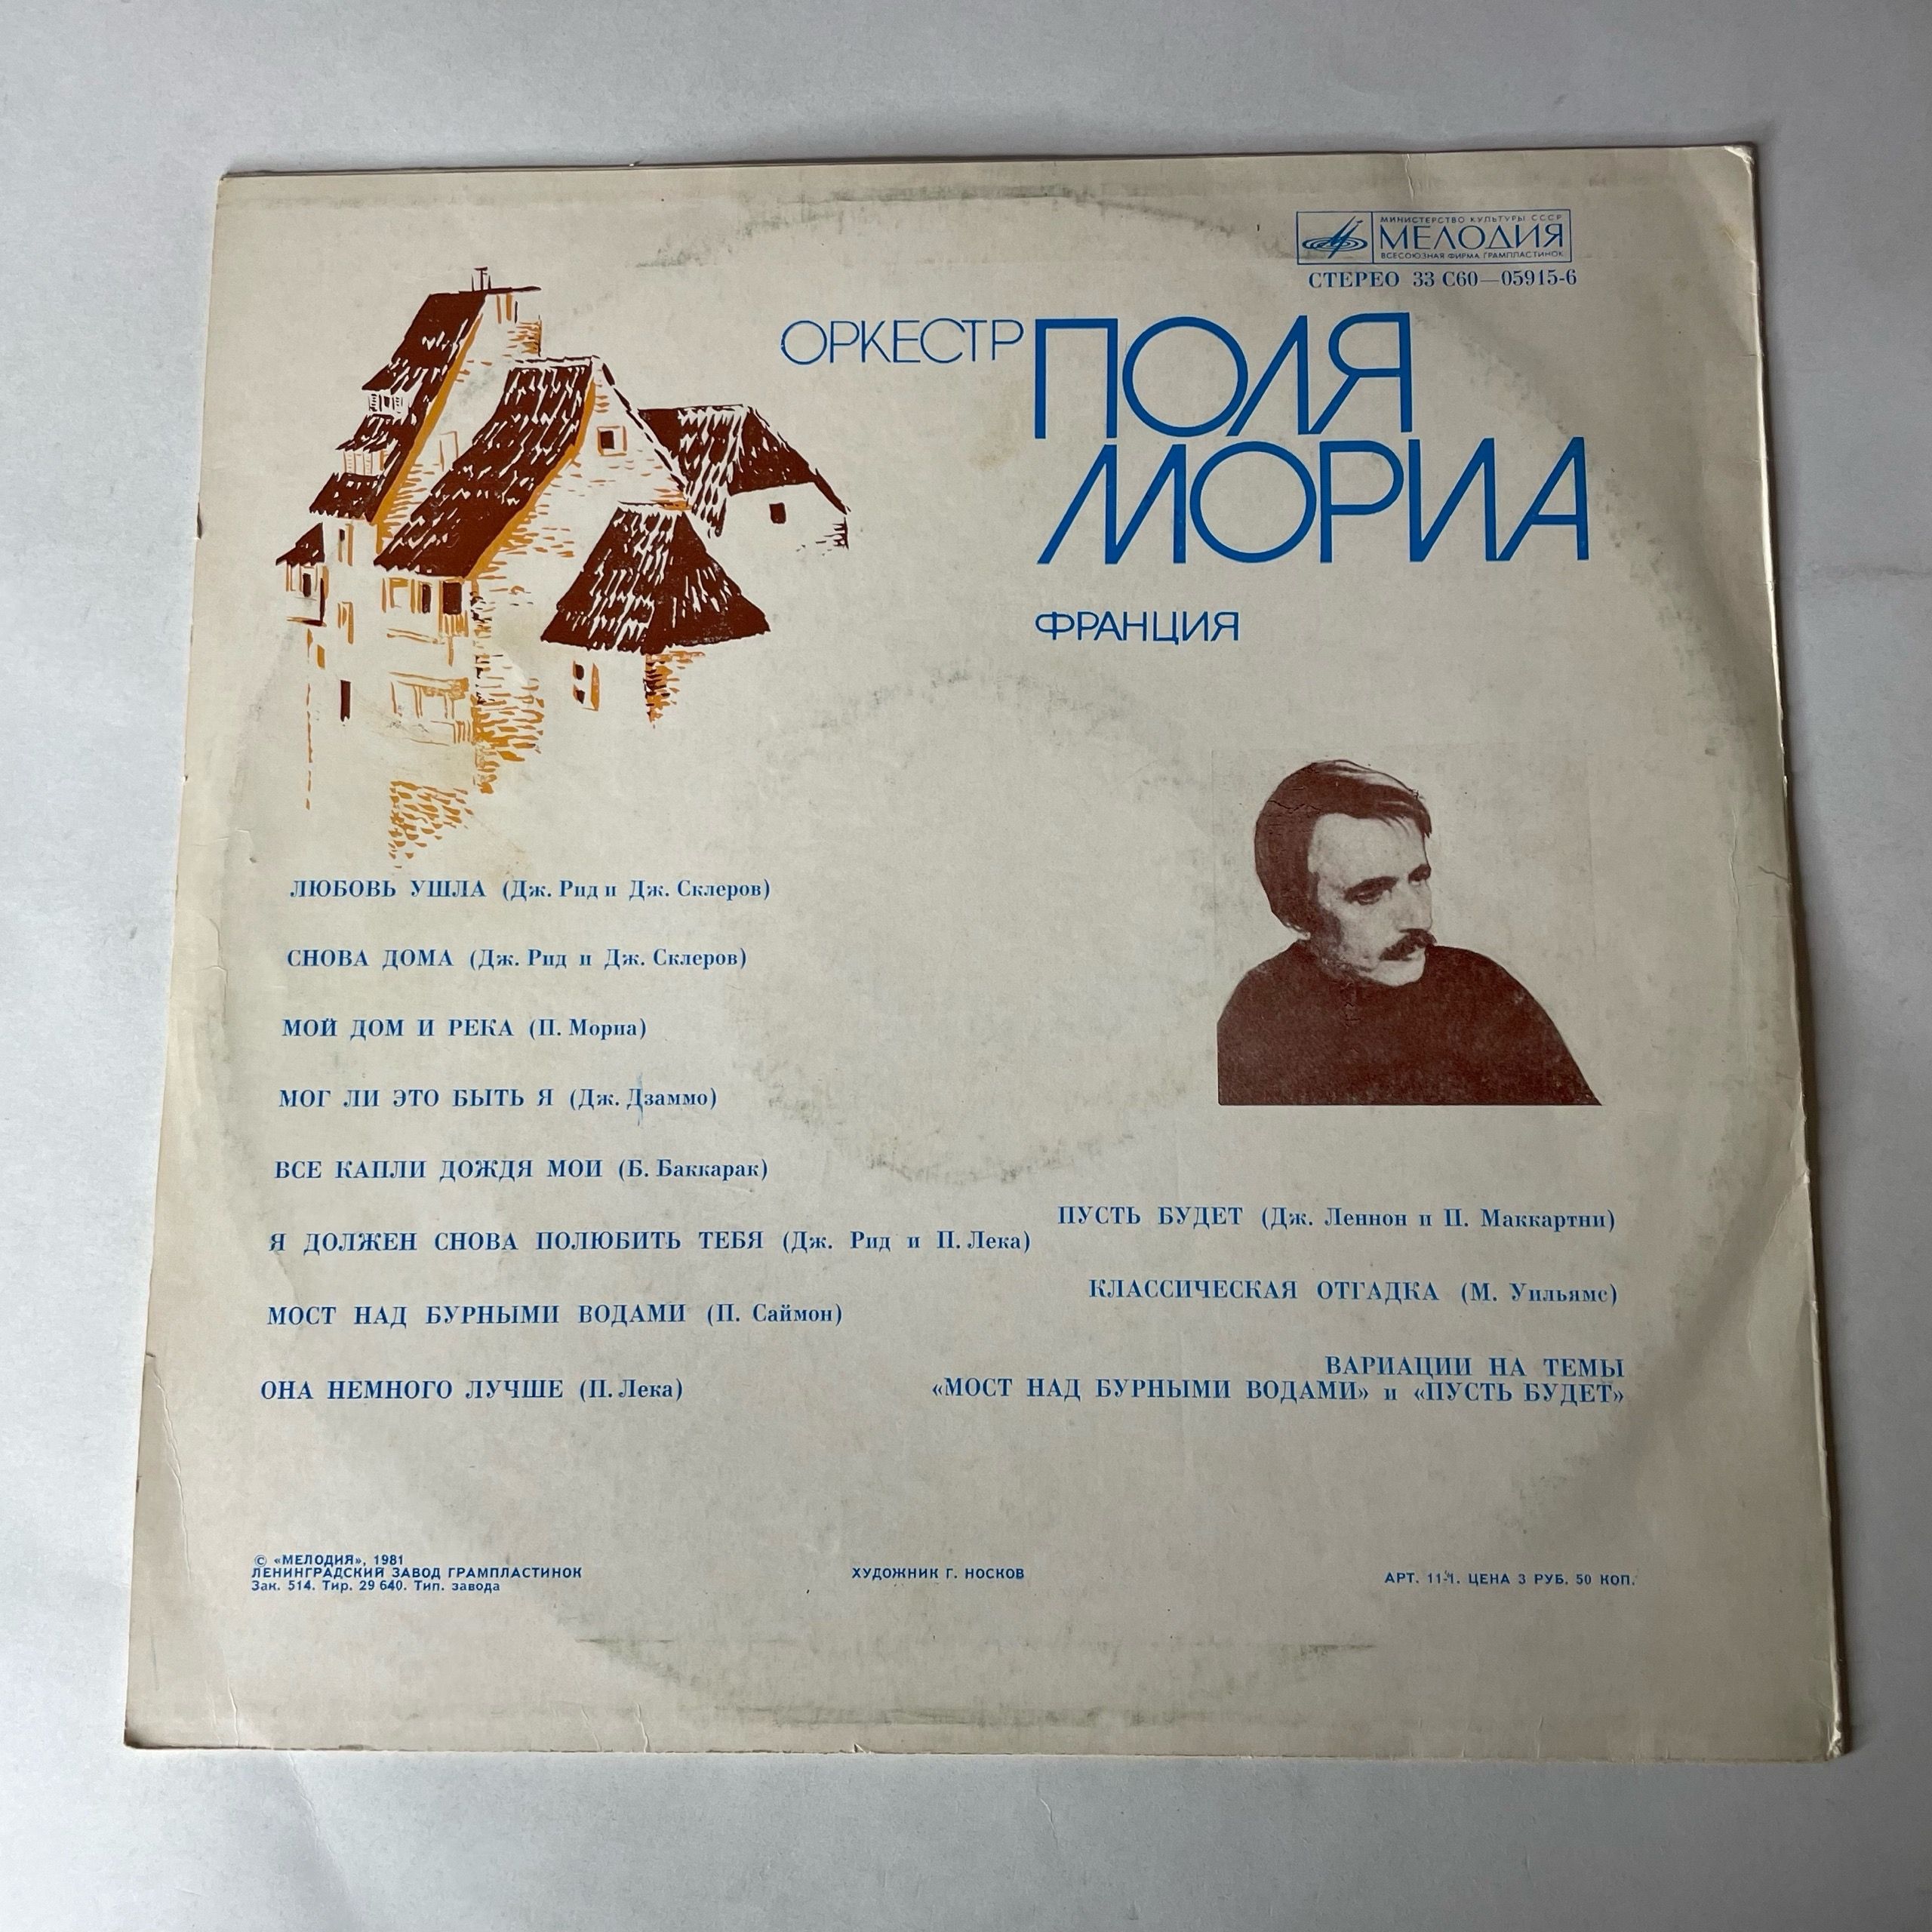 МИНИСТЕРСТВО КУЛЬТУРЫ СССР
МЕЛОДИЯ
ВСЕСОЮЗНАЯ ФИРМА ГРАМПЛАСТИНОК
СТЕРЕО 33 С60—05915-6
ОРКЕСТР ПОЛЯ
МОРИА
ФРАНЦИЯ
ЛЮБОВЬ УШЛА (Дж. Рид и Дж. Склеров)
СНОВА ДОМА (Дж. Рид и Дж. Склеров)
МОЙ ДОМ И РЕКА (П. Мориа)
МОГ ЛИ ЭТО БЫТЬ Я (Дж. Дзаммо)
ВСЕ КАПЛИ ДОЖДЯ МОИ (Б. Баккарак)
Я ДОЛЖЕН СНОВА ПОЛЮБИТЬ ТЕБЯ (Дж. Рид и П. Лека)
МОСТ НАД БУРНЫМИ ВОДАМИ (П. Саймон)
ОНА НЕМНОГО ЛУЧШЕ (П. Лека)
ПУСТЬ БУДЕТ (Дж. Леннон и П. Маккартни)
КЛАССИЧЕСКАЯ ОТГАДКА (М. Уильямс)
ВАРИАЦИИ НА ТЕМЫ
«МОСТ НАД БУРНЫМИ ВОДАМИ» и «ПУСТЬ БУДЕТ»
© «МЕЛОДИЯ», 1981
ЛЕНИНГРАДСКИЙ ЗАВОД ГРАМПЛАСТИНОК
Зак. 514. Тир. 29 640. Тип. завода
ХУДОЖНИК Г. НОСКОВ
АРТ. 11-1. ЦЕНА 3 РУБ. 50 КОП.